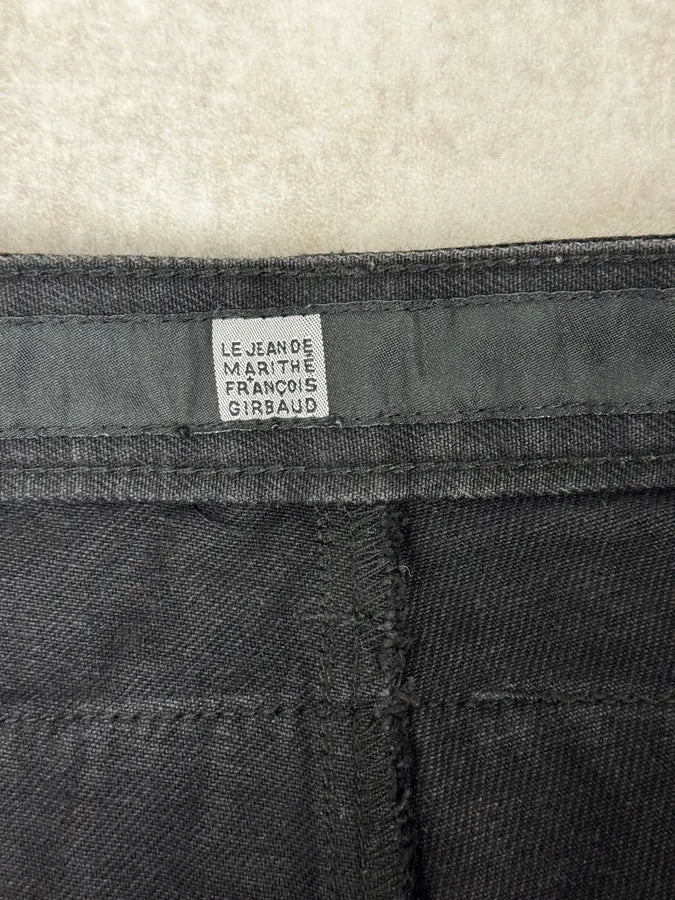 LE JEAN DE
MARITHÉ
FRANÇOIS
GIRBAUD